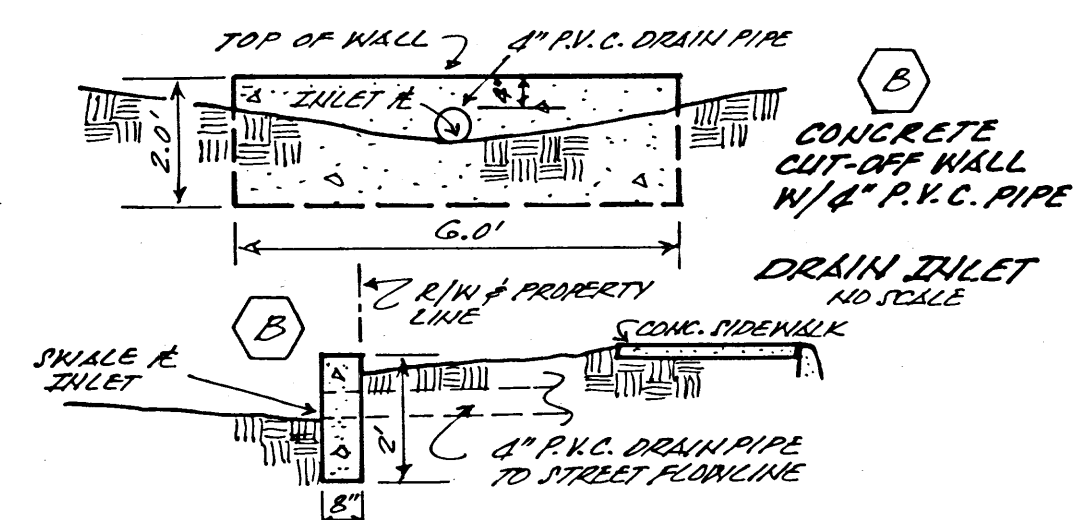 TOP OF WALL
4" P.V.C. DRAIN PIPE
B
INLET ℄
4"
2.0'
CONCRETE
CUT-OFF WALL
W/4" P.V.C. PIPE
6.0'
DRAIN INLET
NO SCALE
R/W & PROPERTY
LINE
B
CONC. SIDEWALK
SWALE ℄
INLET
2'
4" P.V.C. DRAIN PIPE
TO STREET FLOWLINE
8"